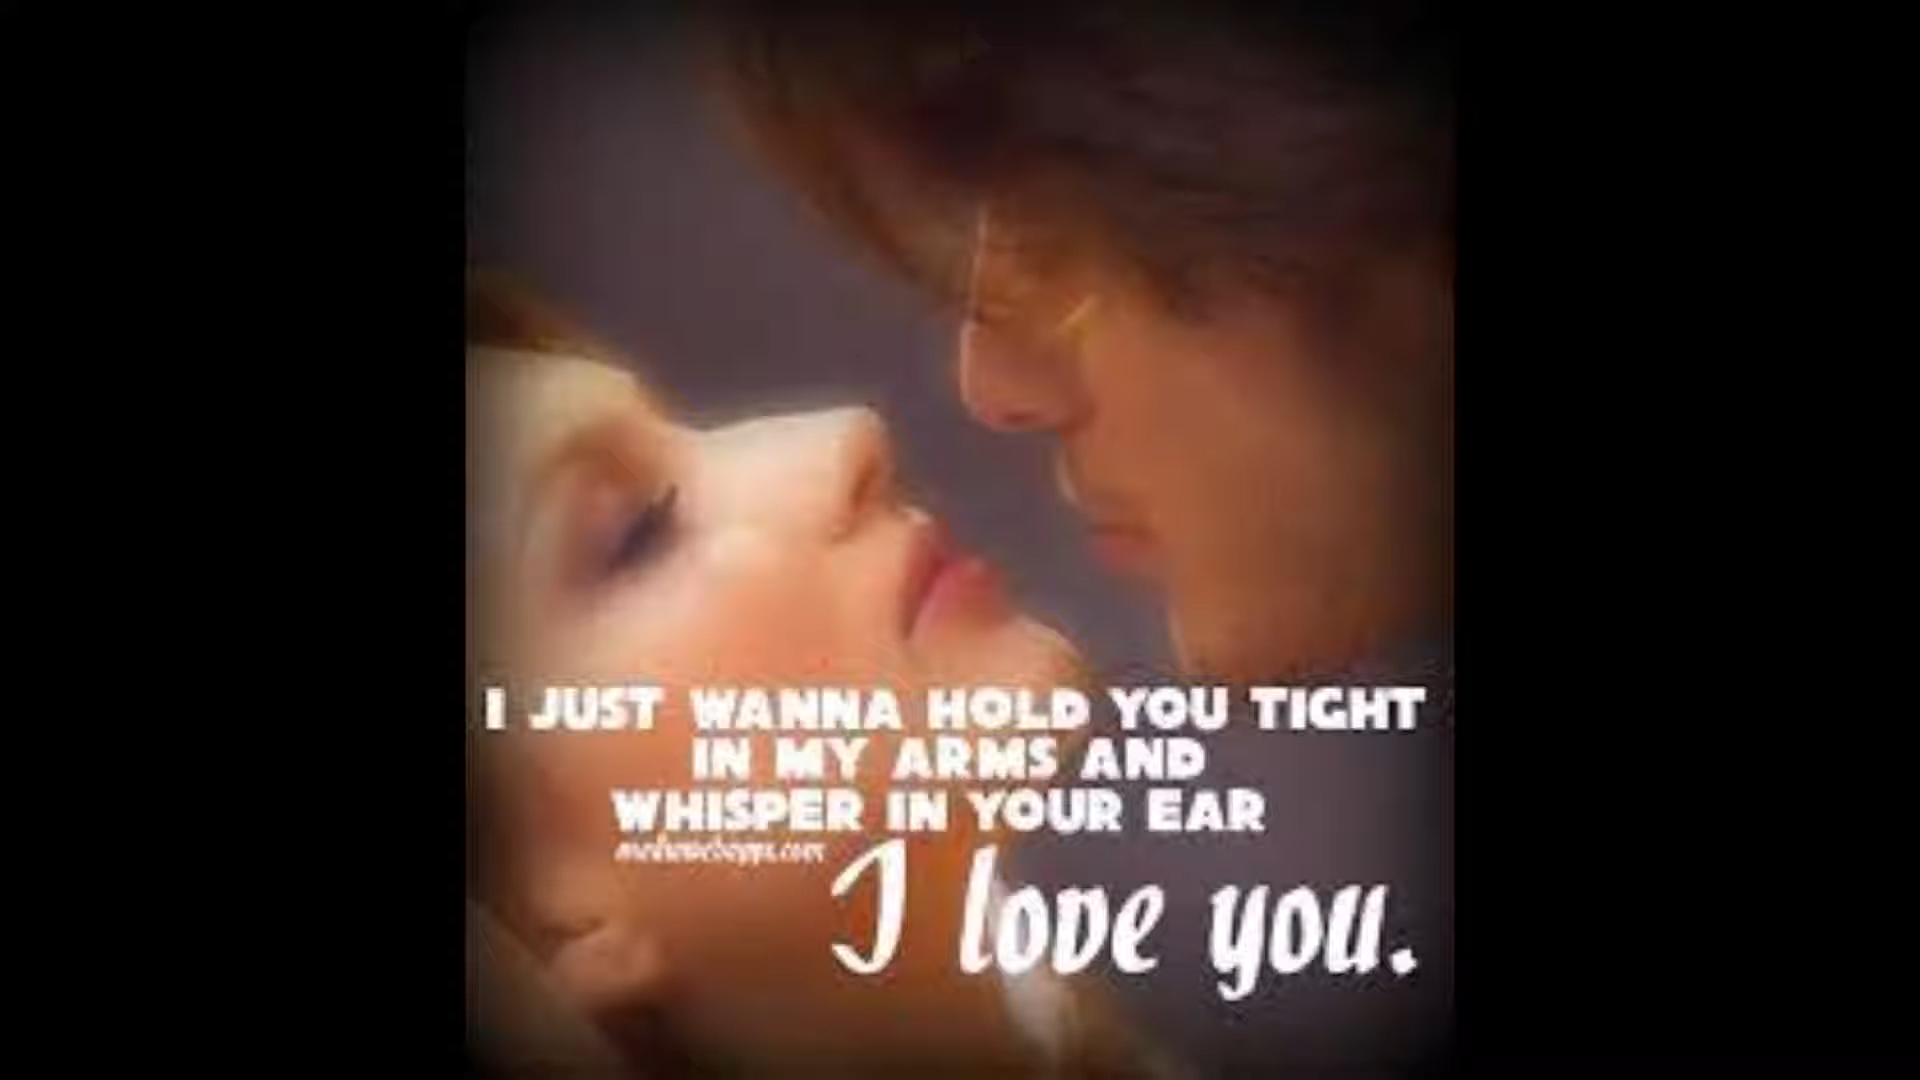 I JUST WANNA HOLD YOU TIGHT
IN MY ARMS AND
WHISPER IN YOUR EAR
I love you.